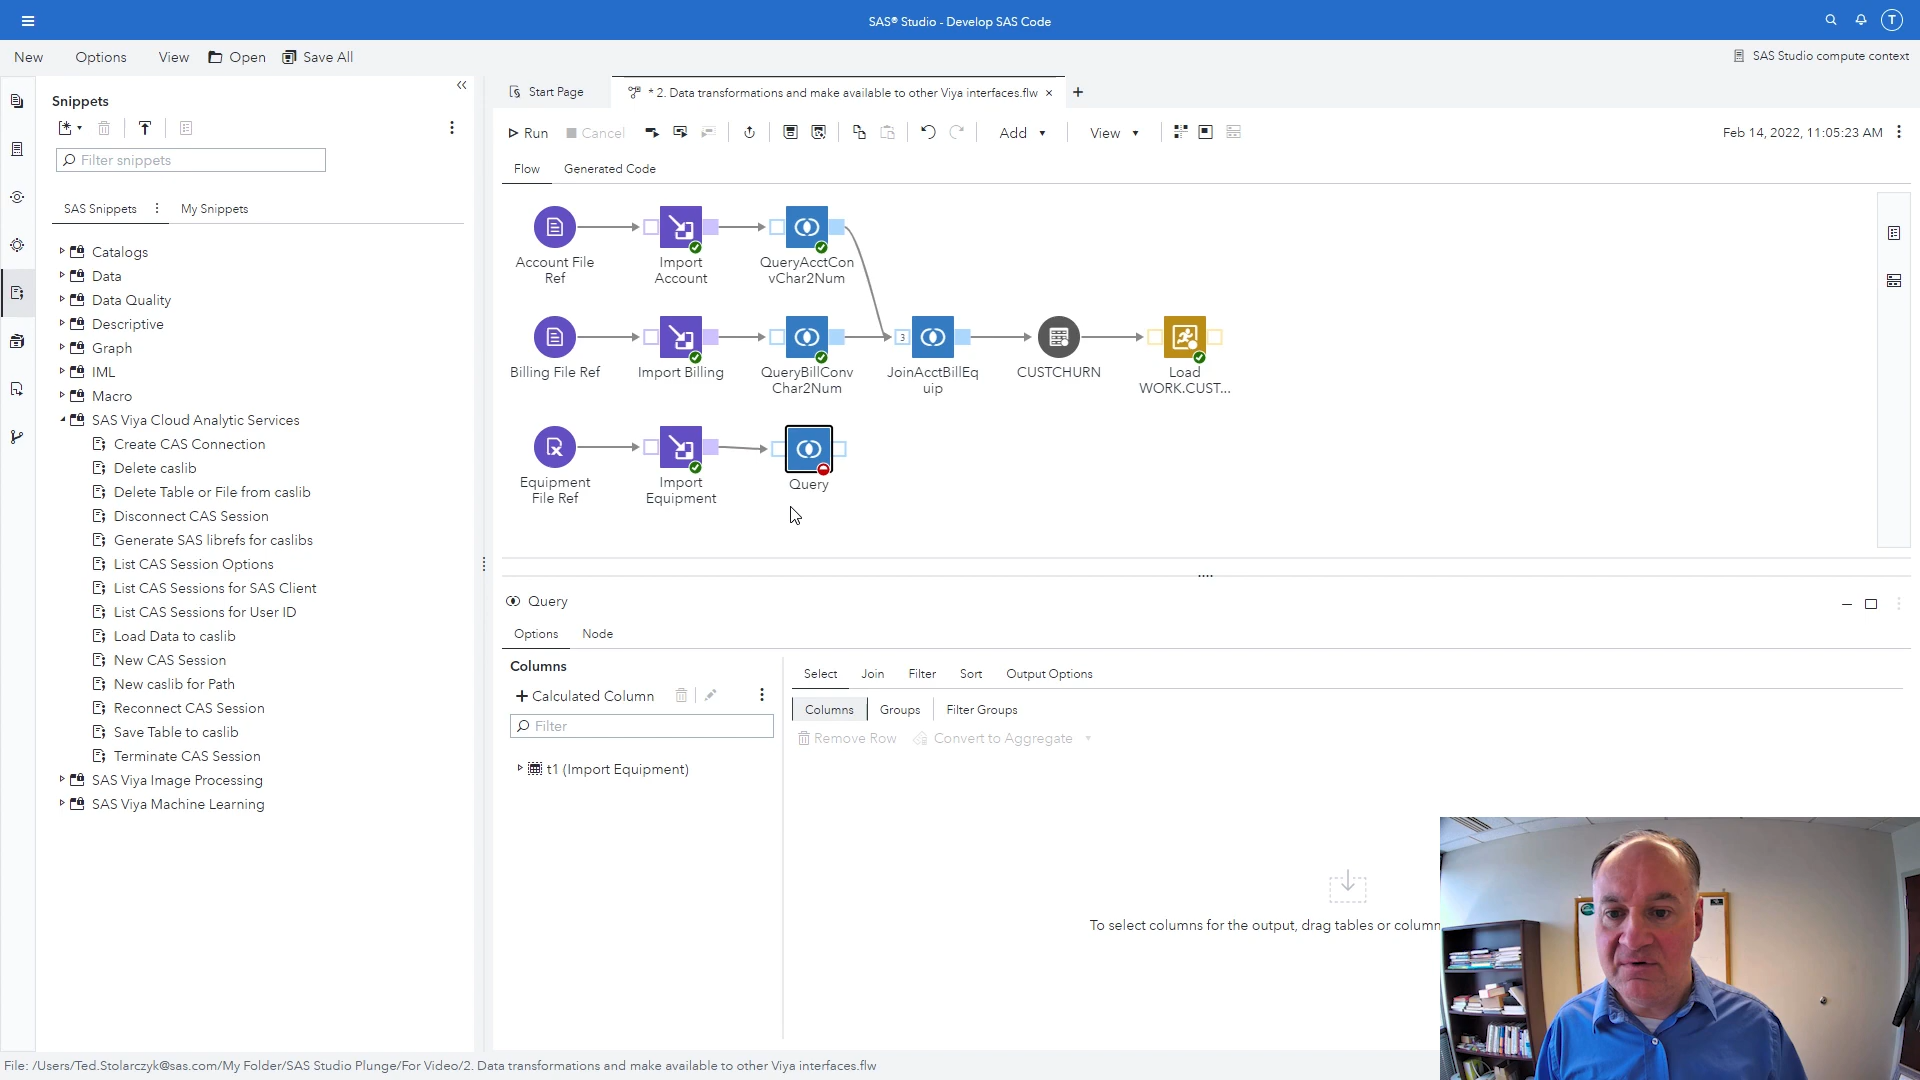 SAS® Studio - Develop SAS Code
T
New Options View Open Save All SAS Studio compute context
Snippets
Filter snippets
SAS Snippets My Snippets
Catalogs
Data
Data Quality
Descriptive
Graph
IML
Macro
SAS Viya Cloud Analytic Services
Create CAS Connection
Delete caslib
Delete Table or File from caslib
Disconnect CAS Session
Generate SAS librefs for caslibs
List CAS Session Options
List CAS Sessions for SAS Client
List CAS Sessions for User ID
Load Data to caslib
New CAS Session
New caslib for Path
Reconnect CAS Session
Save Table to caslib
Terminate CAS Session
SAS Viya Image Processing
SAS Viya Machine Learning
Start Page * 2. Data transformations and make available to other Viya interfaces.flw
Run Cancel Add View Feb 14, 2022, 11:05:23 AM
Flow Generated Code
Account File
Ref
Import
Account
QueryAcctCon
vChar2Num
Billing File Ref
Import Billing
QueryBillConv
Char2Num
3
JoinAcctBillEq
uip
CUSTCHURN
Load
WORK.CUST...
Equipment
File Ref
Import
Equipment
Query
Query
Options Node
Columns
Calculated Column
Filter
t1 (Import Equipment)
Select Join Filter Sort Output Options
Columns Groups Filter Groups
Remove Row Convert to Aggregate
To select columns for the output, drag tables or column
File: /Users/Ted.Stolarczyk@sas.com/My Folder/SAS Studio Plunge/For Video/2. Data transformations and make available to other Viya interfaces.flw